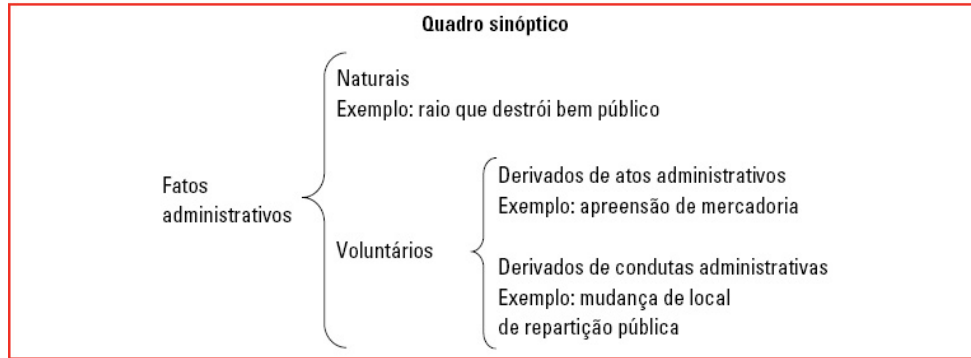 Quadro sinóptico
Fatos
administrativos
Naturais
Exemplo: raio que destrói bem público
Voluntários
Derivados de atos administrativos
Exemplo: apreensão de mercadoria
Derivados de condutas administrativas
Exemplo: mudança de local
de repartição pública